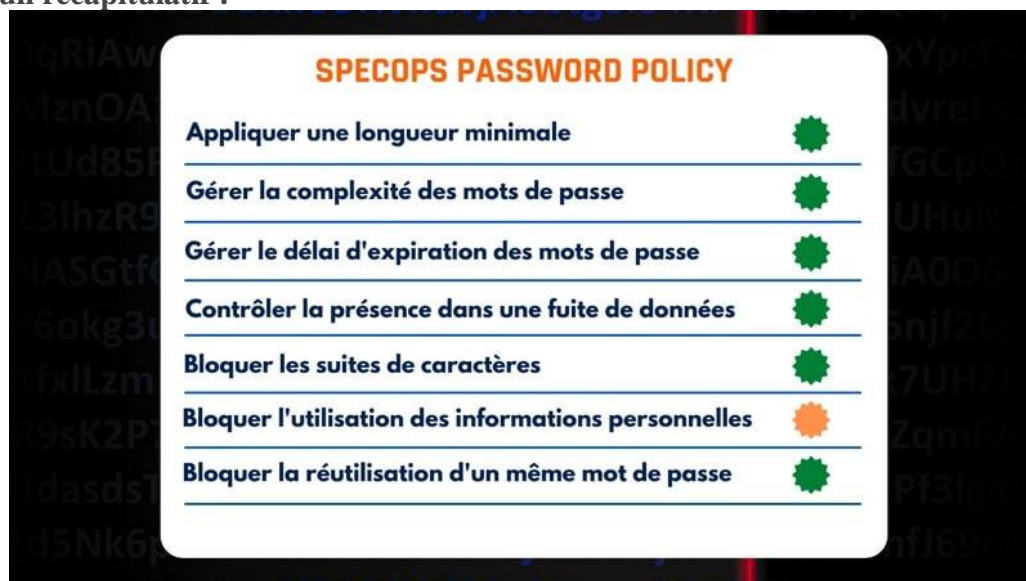 un récapitulatif :
SPECOPS PASSWORD POLICY
Appliquer une longueur minimale
Gérer la complexité des mots de passe
Gérer le délai d'expiration des mots de passe
Contrôler la présence dans une fuite de données
Bloquer les suites de caractères
Bloquer l'utilisation des informations personnelles
Bloquer la réutilisation d'un même mot de passe